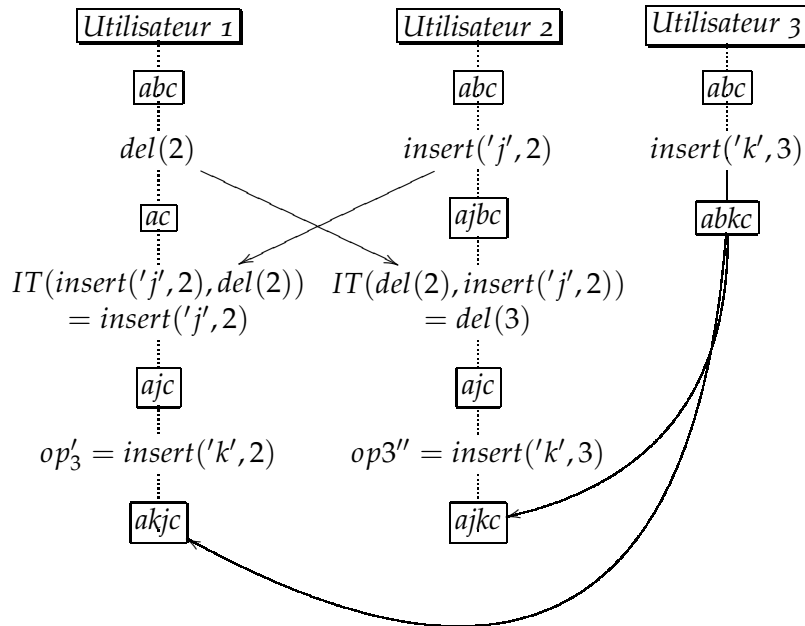 Utilisateur 1 Utilisateur 2 Utilisateur 3
abc abc abc
del(2) insert('j',2) insert('k',3)
ac ajbc abkc
IT(insert('j',2),del(2)) IT(del(2),insert('j',2))
= insert('j',2) = del(3)
ajc ajc
op₃′ = insert('k',2) op3'' = insert('k',3)
akjc ajkc